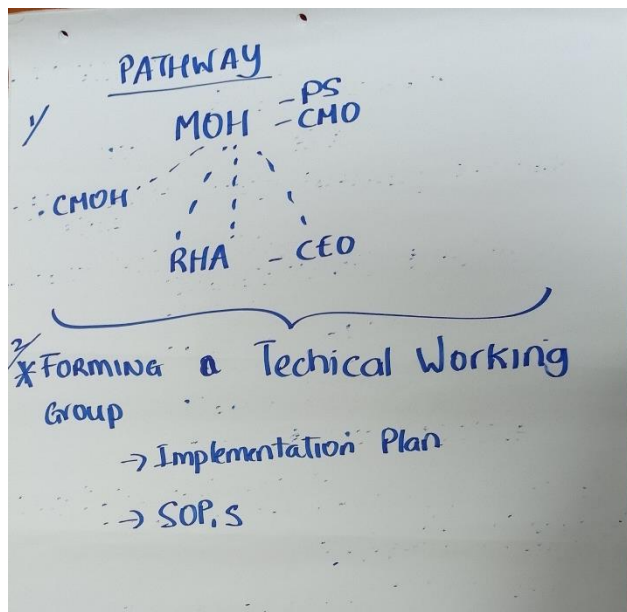 PATHWAY
1/
- PS
MOH - CMO
CMOH
RHA - CEO
2/
* FORMING a Techical Working
Group
→ Implementation Plan
→ SOP,s